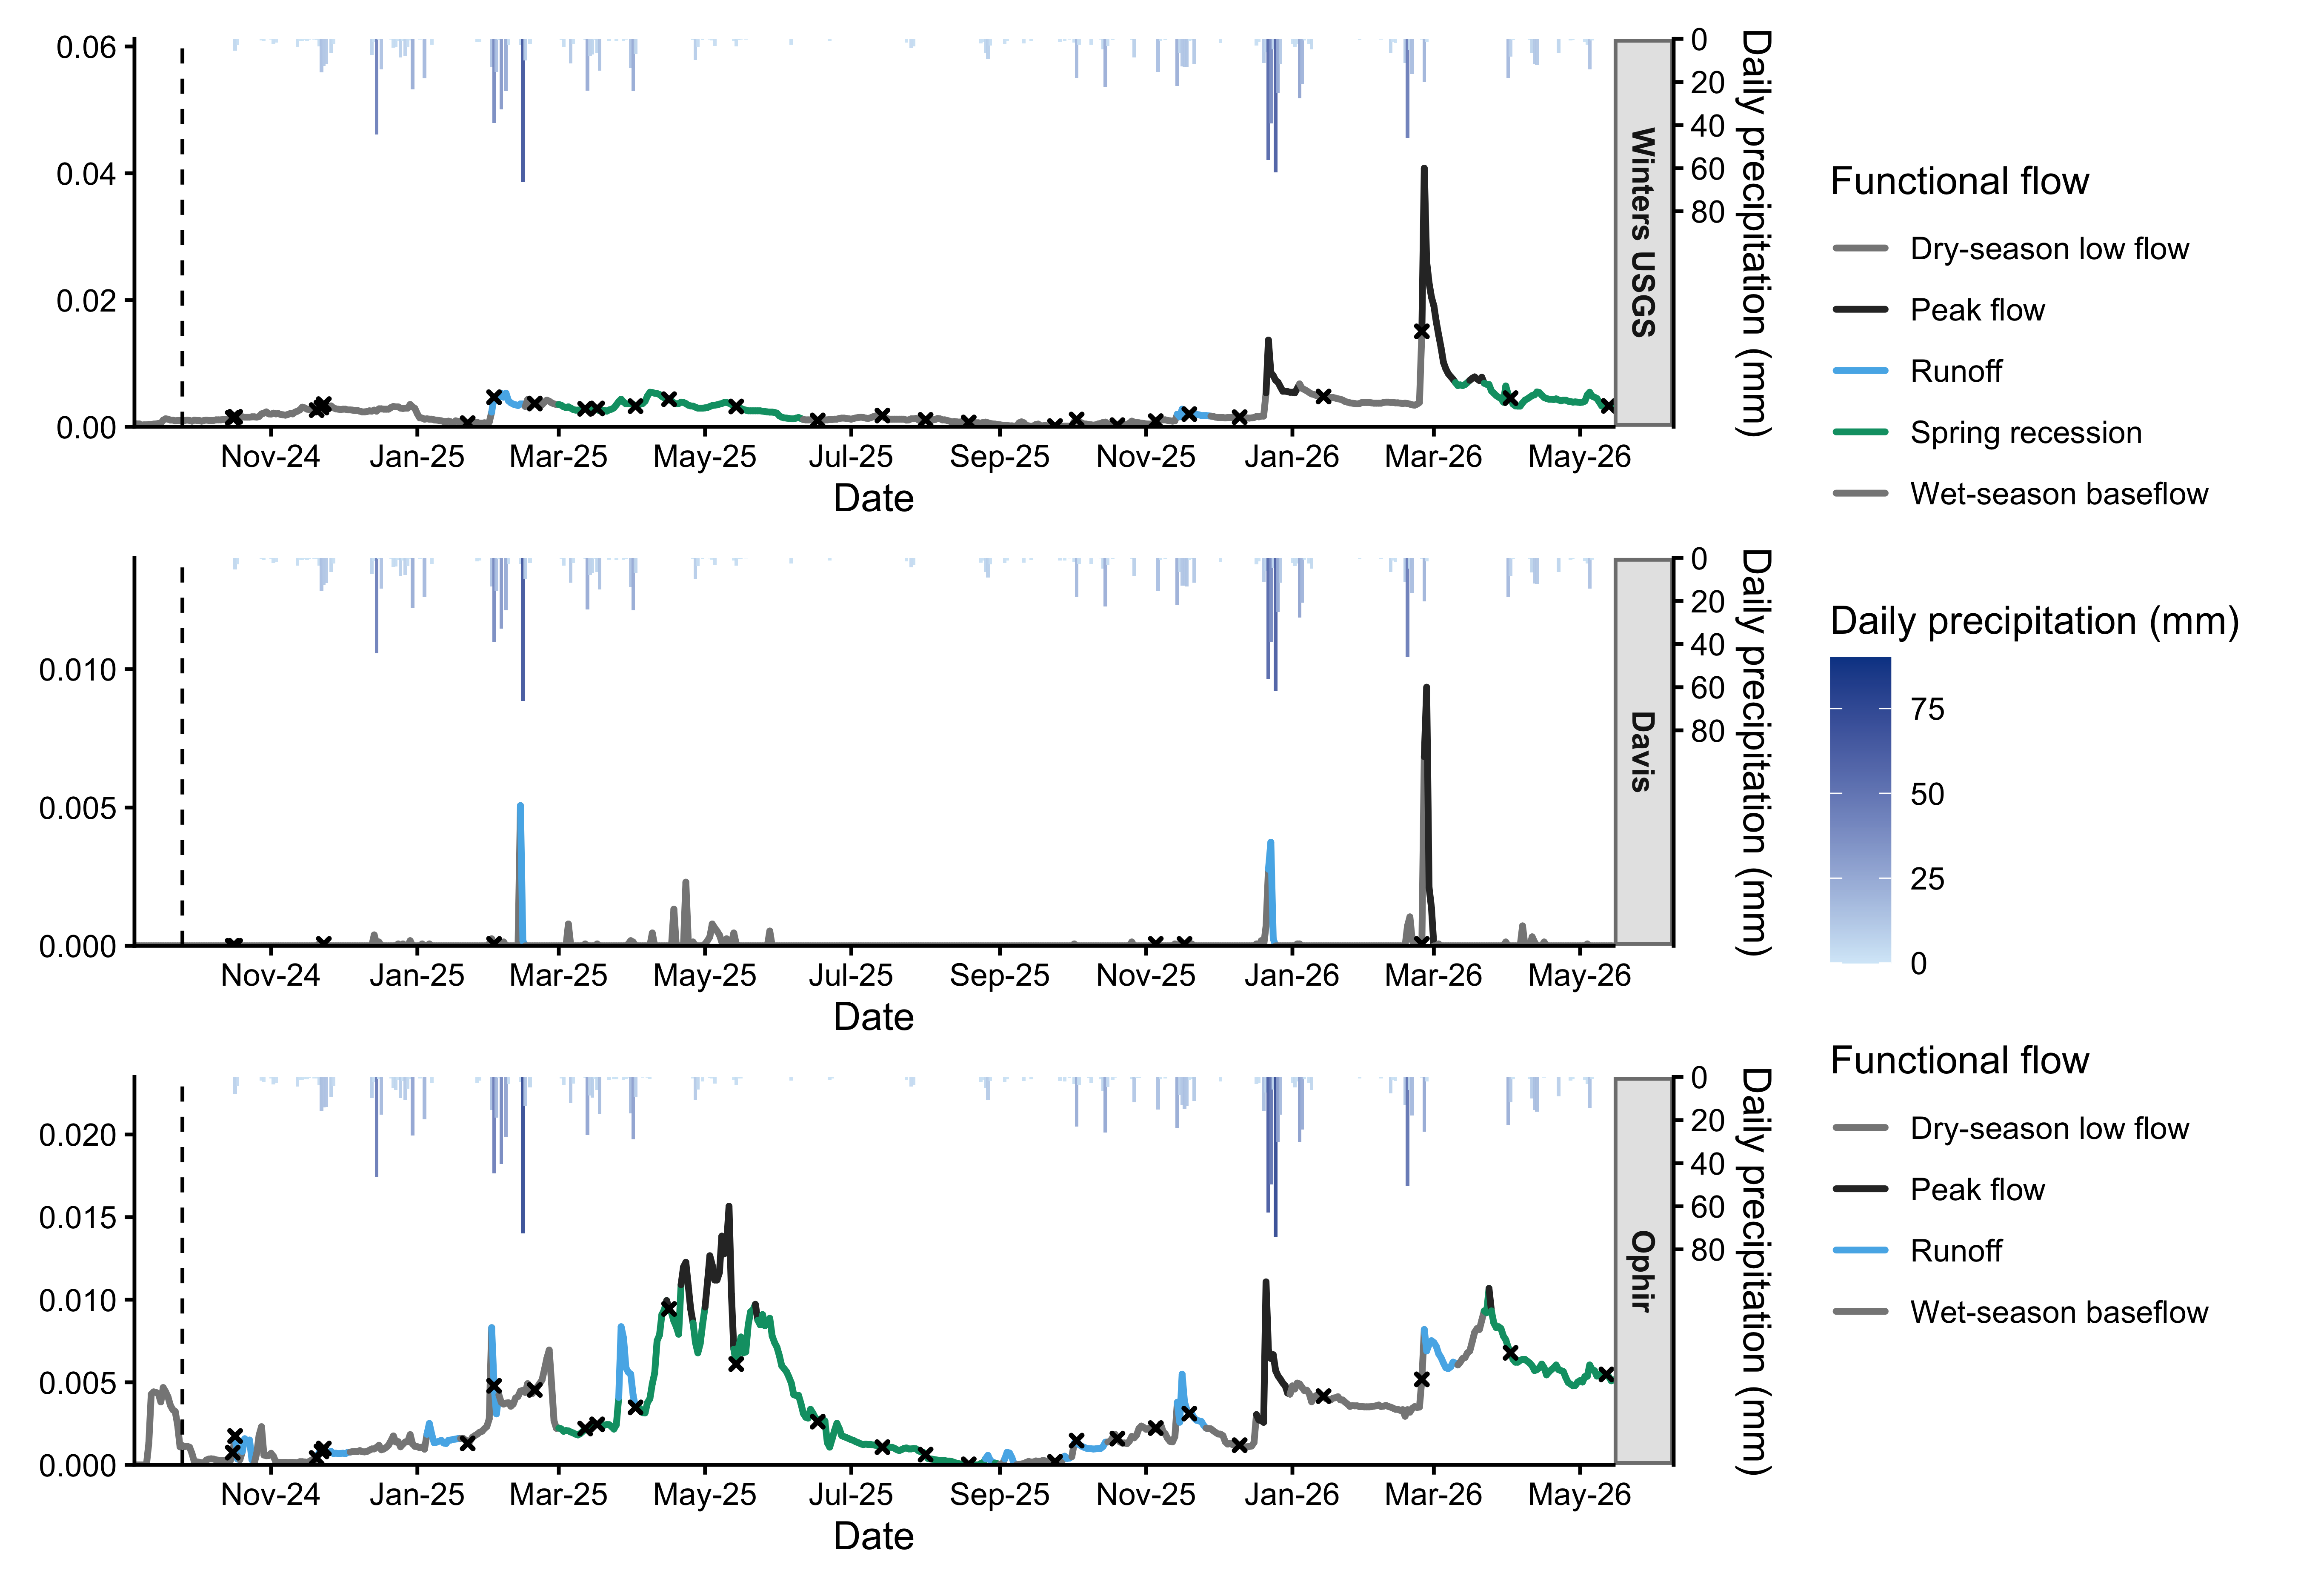 0.06
0.04
0.02
0.00
0
20
40
60
80
Daily precipitation (mm)
Winters USGS
Nov-24 Jan-25 Mar-25 May-25 Jul-25 Sep-25 Nov-25 Jan-26 Mar-26 May-26
Date
0.010
0.005
0.000
0
20
40
60
80
Daily precipitation (mm)
Davis
Nov-24 Jan-25 Mar-25 May-25 Jul-25 Sep-25 Nov-25 Jan-26 Mar-26 May-26
Date
0.020
0.015
0.010
0.005
0.000
0
20
40
60
80
Daily precipitation (mm)
Ophir
Nov-24 Jan-25 Mar-25 May-25 Jul-25 Sep-25 Nov-25 Jan-26 Mar-26 May-26
Date
Functional flow
Dry-season low flow
Peak flow
Runoff
Spring recession
Wet-season baseflow
Daily precipitation (mm)
75
50
25
0
Functional flow
Dry-season low flow
Peak flow
Runoff
Wet-season baseflow